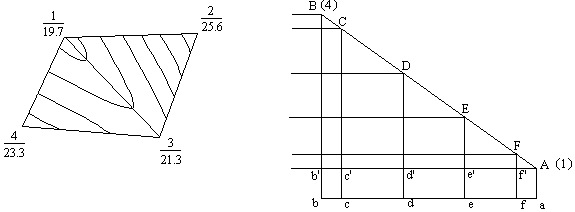 1
19.7
2
25.6
4
23.3
3
21.3
B (4)
C
D
E
F
A (1)
b' c' d' e' f'
b c d e f a